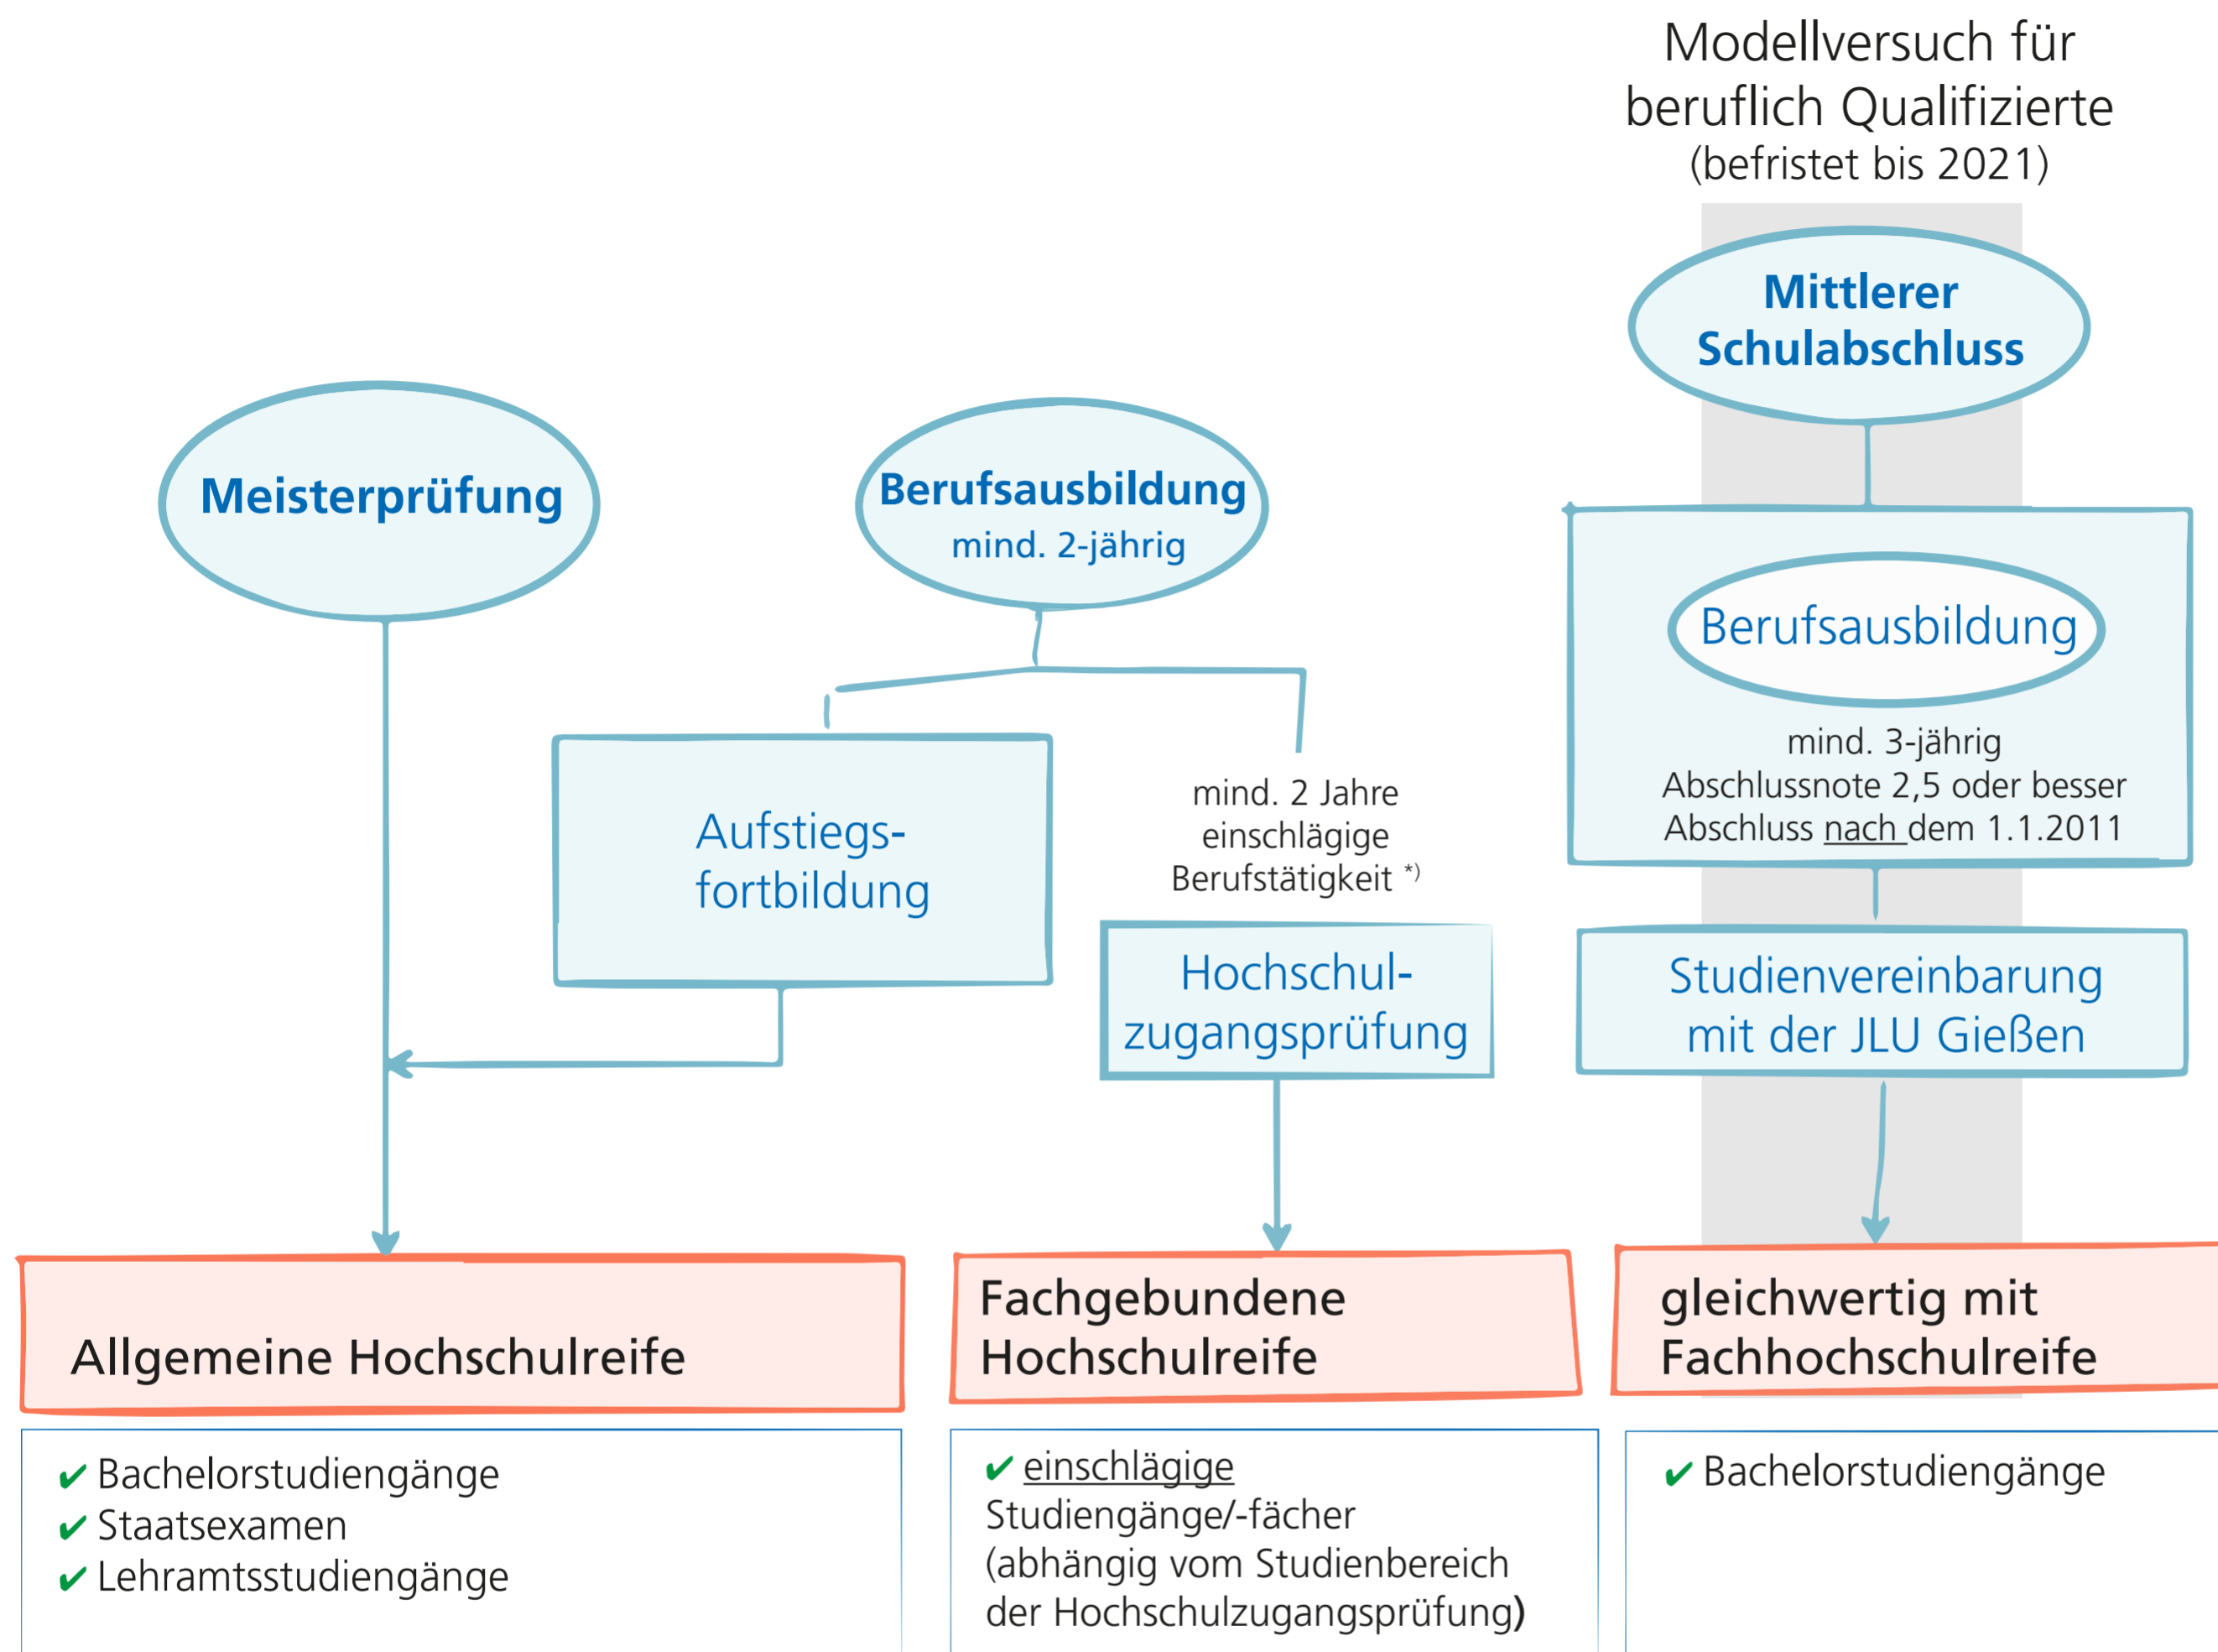 Modellversuch für
beruflich Qualifizierte
(befristet bis 2021)
Mittlerer
Schulabschluss
Meisterprüfung
Berufsausbildung
mind. 2-jährig
Berufsausbildung
mind. 3-jährig
Abschlussnote 2,5 oder besser
Abschluss nach dem 1.1.2011
Aufstiegs-
fortbildung
mind. 2 Jahre
einschlägige
Berufstätigkeit *)
Hochschul-
zugangsprüfung
Studienvereinbarung
mit der JLU Gießen
Allgemeine Hochschulreife
Fachgebundene
Hochschulreife
gleichwertig mit
Fachhochschulreife
✔ Bachelorstudiengänge
✔ Staatsexamen
✔ Lehramtsstudiengänge
✔ einschlägige
Studiengänge/-fächer
(abhängig vom Studienbereich
der Hochschulzugangsprüfung)
✔ Bachelorstudiengänge